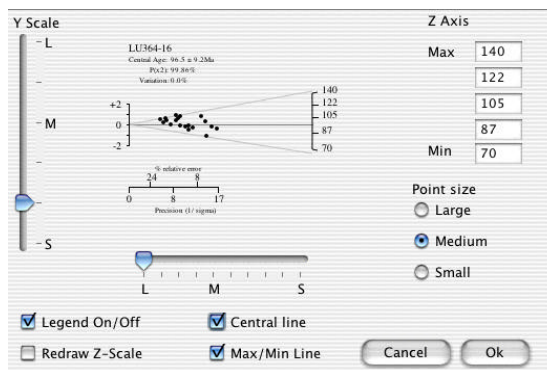 Y Scale
L
M
S
LU364-16
Central Age: 96.5 ± 9.2Ma
P(x2): 99.86%
Variation: 0.0%
+2
0
-2
140
122
105
87
70
% relative error
24 8
0 8 17
Precision (1/ sigma)
L M S
Z Axis
Max 140
122
105
87
Min 70
Point size
Large
Medium
Small
Legend On/Off
Central line
Redraw Z-Scale
Max/Min Line
Cancel
Ok